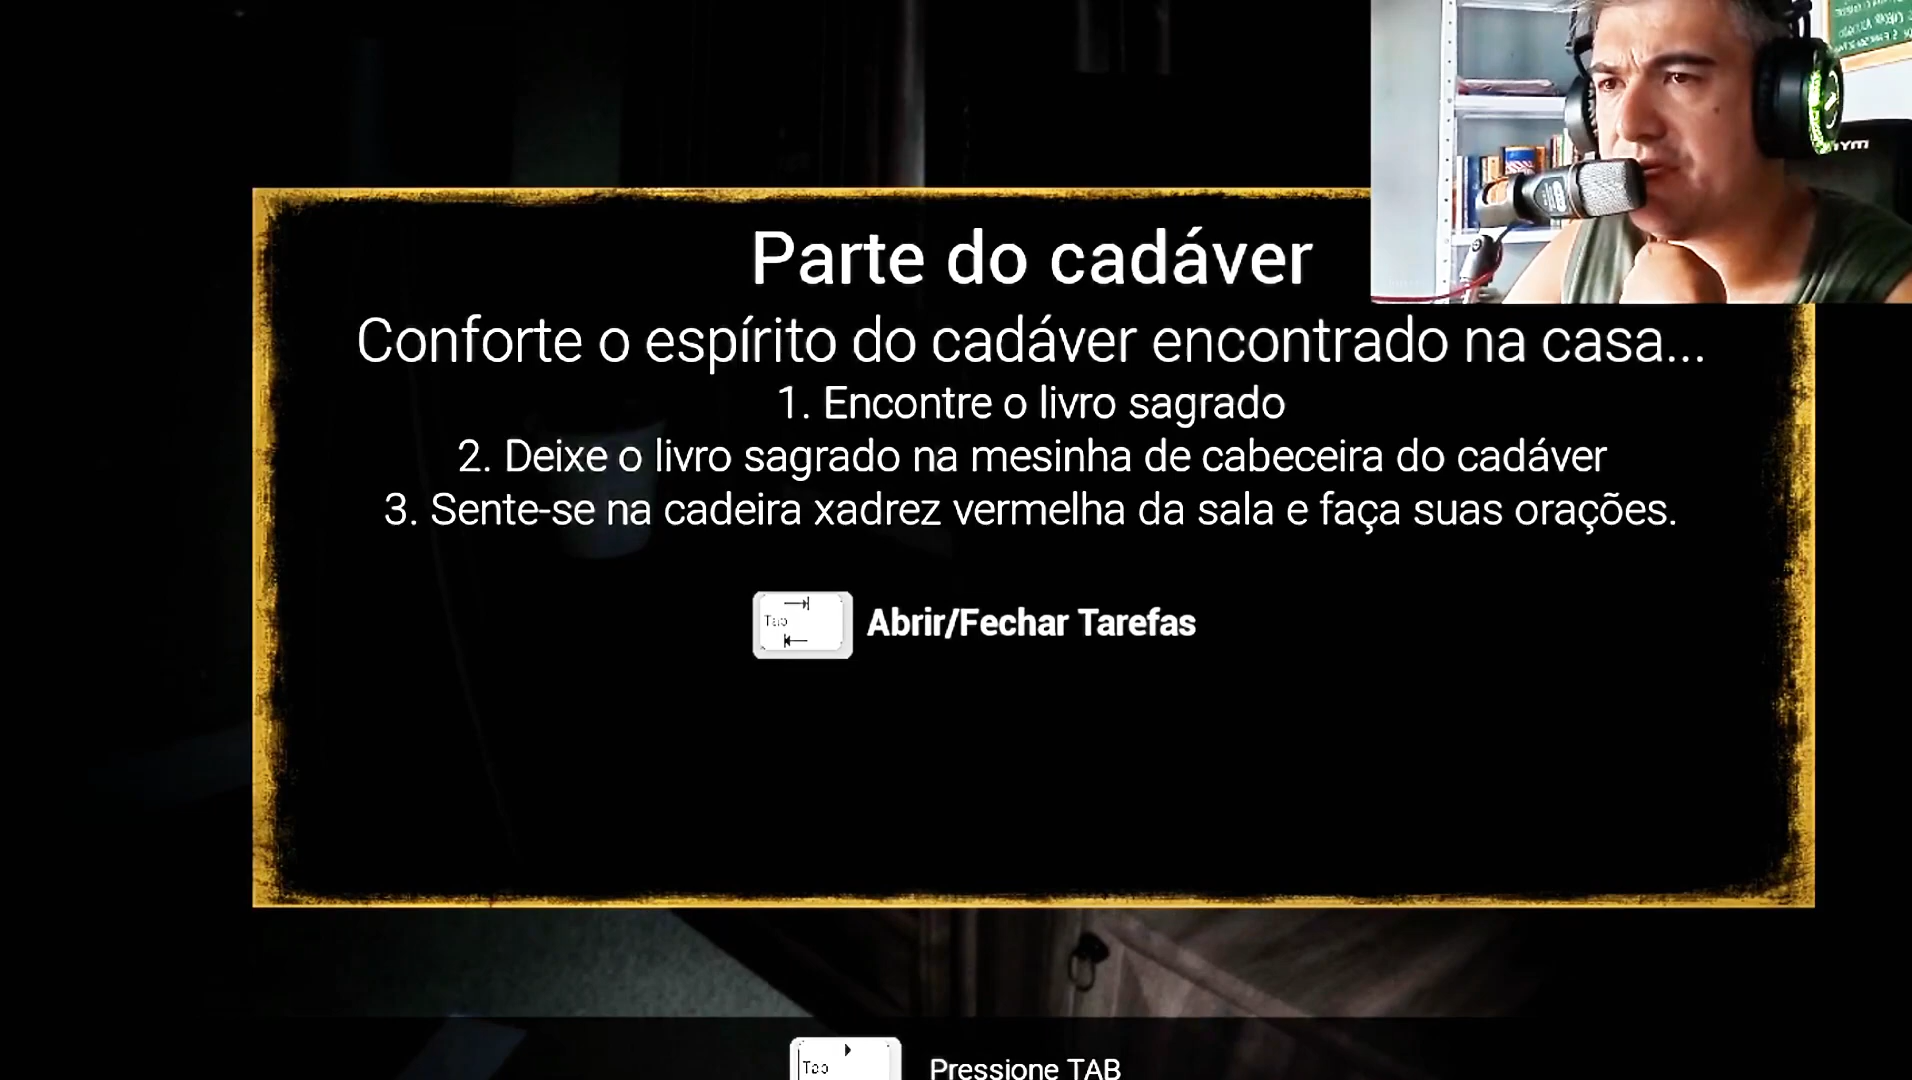 Parte do cadáver
Conforte o espírito do cadáver encontrado na casa...
1. Encontre o livro sagrado
2. Deixe o livro sagrado na mesinha de cabeceira do cadáver
3. Sente-se na cadeira xadrez vermelha da sala e faça suas orações.
Tab
Abrir/Fechar Tarefas
Tab
Pressione TAB